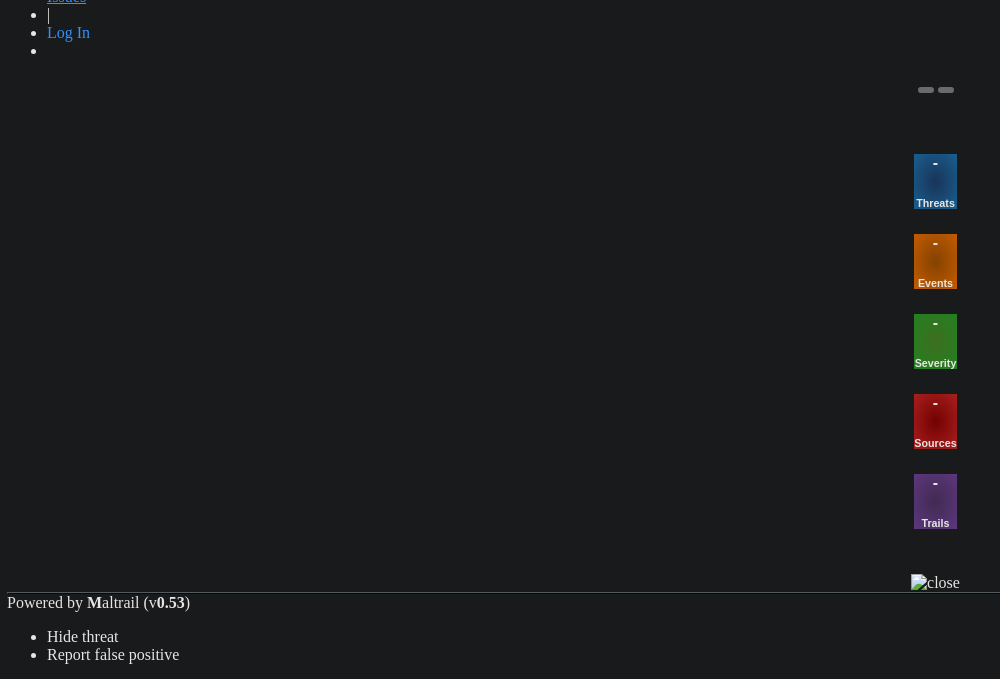 Issues
|
Log In
-
Threats
-
Events
-
Severity
-
Sources
-
Trails
close
Powered by Maltrail (v0.53)
Hide threat
Report false positive